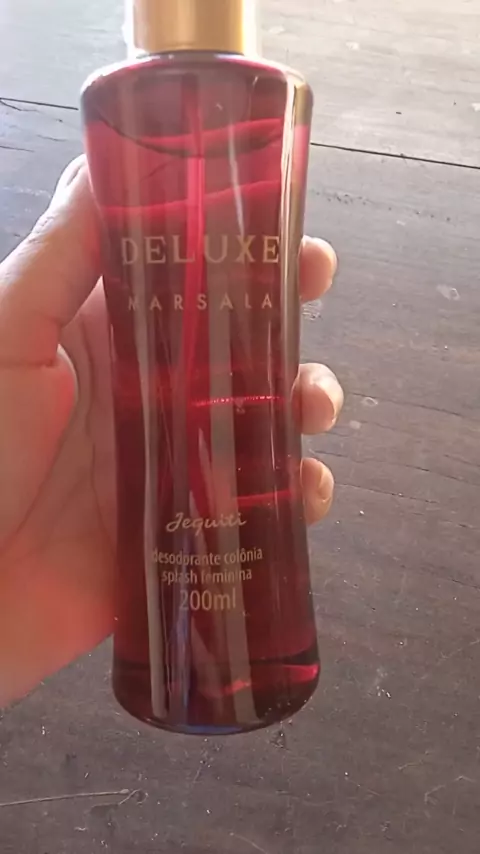 DELUXE
MARSALA
Jequiti
desodorante colônia
splash feminina
200ml